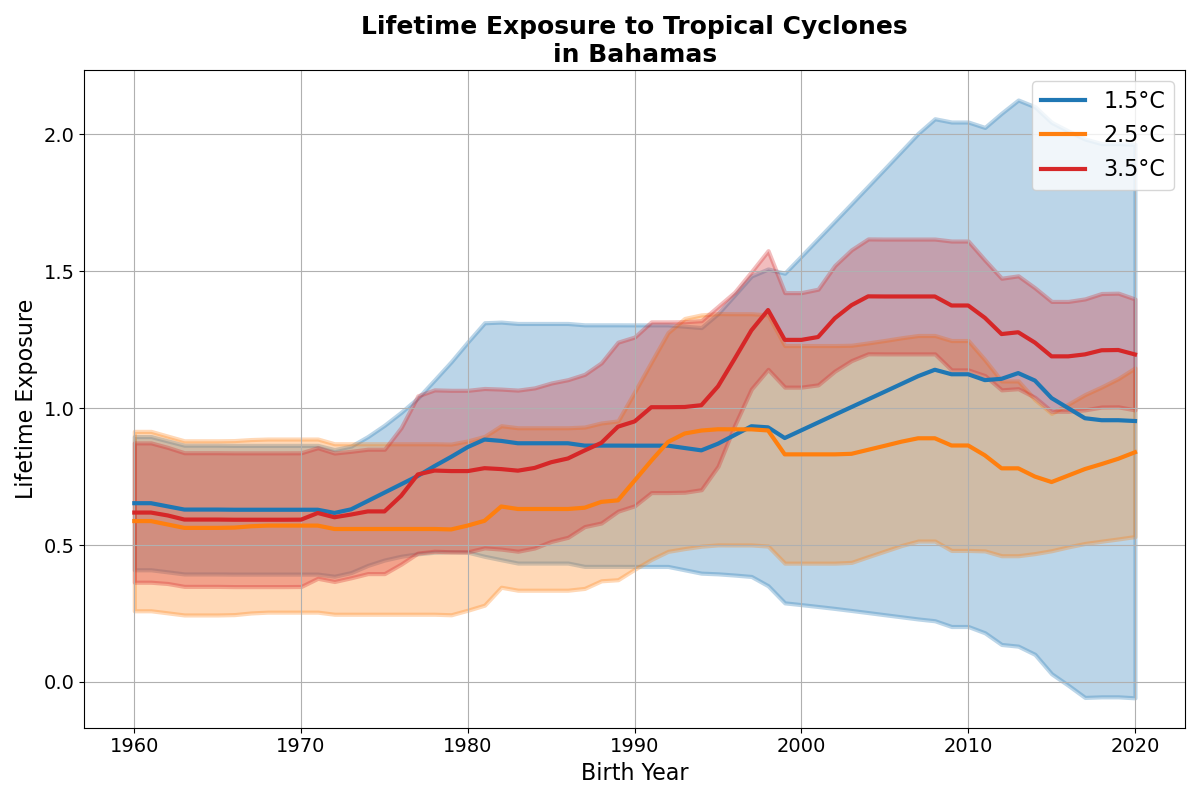 Lifetime Exposure to Tropical Cyclones
in Bahamas
1.5°C
2.5°C
3.5°C
Lifetime Exposure
2.0
1.5
1.0
0.5
0.0
1960 1970 1980 1990 2000 2010 2020
Birth Year